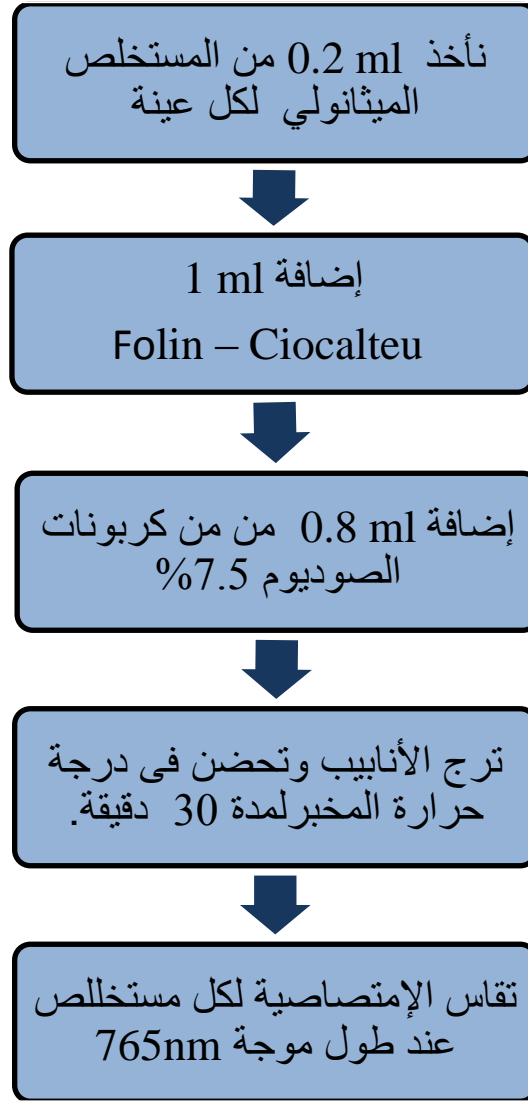 نأخذ 0.2 ml من المستخلص
الميثانولي لكل عينة
إضافة 1 ml
Folin – Ciocalteu
إضافة 0.8 ml من من كربونات
الصوديوم 7.5%
ترج الأنابيب وتحضن فى درجة
حرارة المخبرلمدة 30 دقيقة.
تقاس الإمتصاصية لكل مستخللص
عند طول موجة 765nm